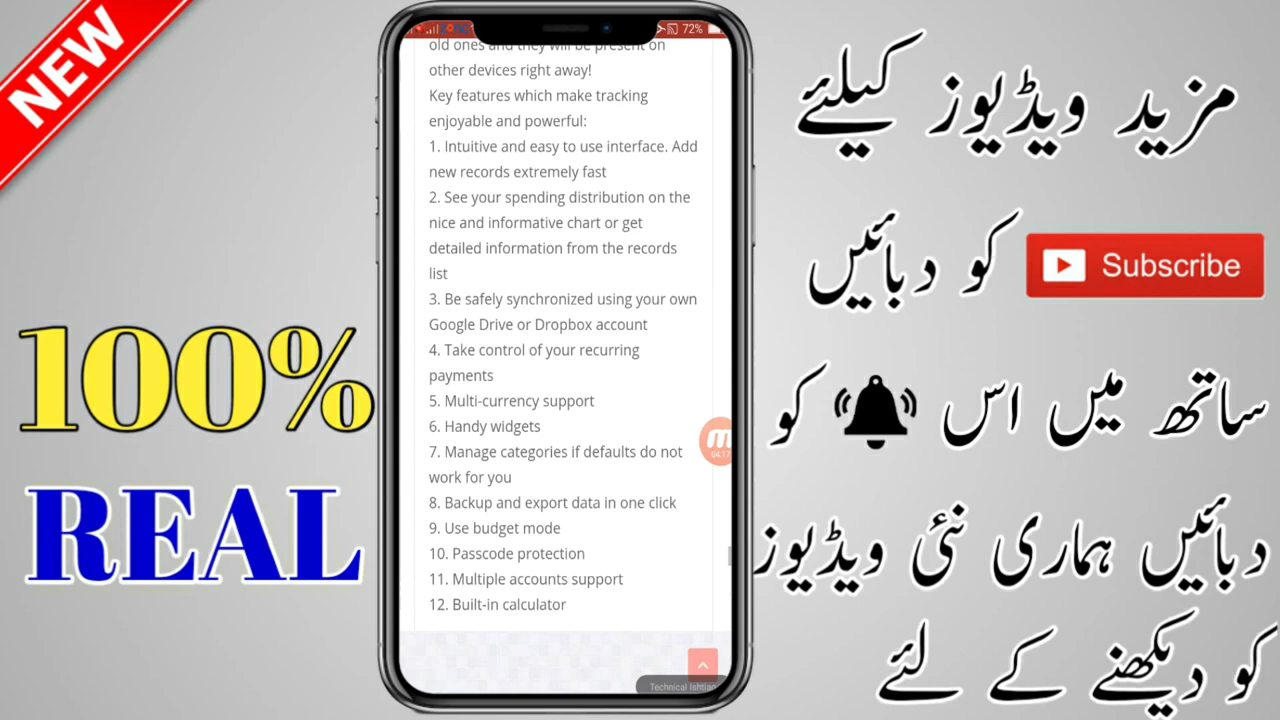 NEW
100%
REAL
72%
old ones and they will be present on
other devices right away!
Key features which make tracking
enjoyable and powerful:
1. Intuitive and easy to use interface. Add
new records extremely fast
2. See your spending distribution on the
nice and informative chart or get
detailed information from the records
list
3. Be safely synchronized using your own
Google Drive or Dropbox account
4. Take control of your recurring
payments
5. Multi-currency support
6. Handy widgets
7. Manage categories if defaults do not
work for you
8. Backup and export data in one click
9. Use budget mode
10. Passcode protection
11. Multiple accounts support
12. Built-in calculator
04:17
Technical Ishtiaq
مزید ویڈیوز کیلئے
Subscribe کو دبائیں
ساتھ میں اس کو
دبائیں ہماری نئی ویڈیوز
کو دیکھنے کے لئے